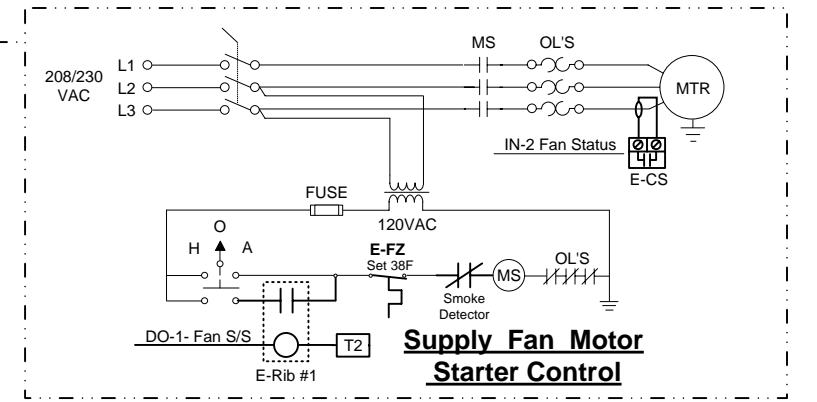 MS OL'S
L1
208/230
VAC
L2
L3
MTR
IN-2 Fan Status
E-CS
FUSE
120VAC
O
H A
E-FZ
Set 38F
OL'S
MS
Smoke
Detector
DO-1- Fan S/S
T2
E-Rib #1
Supply Fan Motor
Starter Control